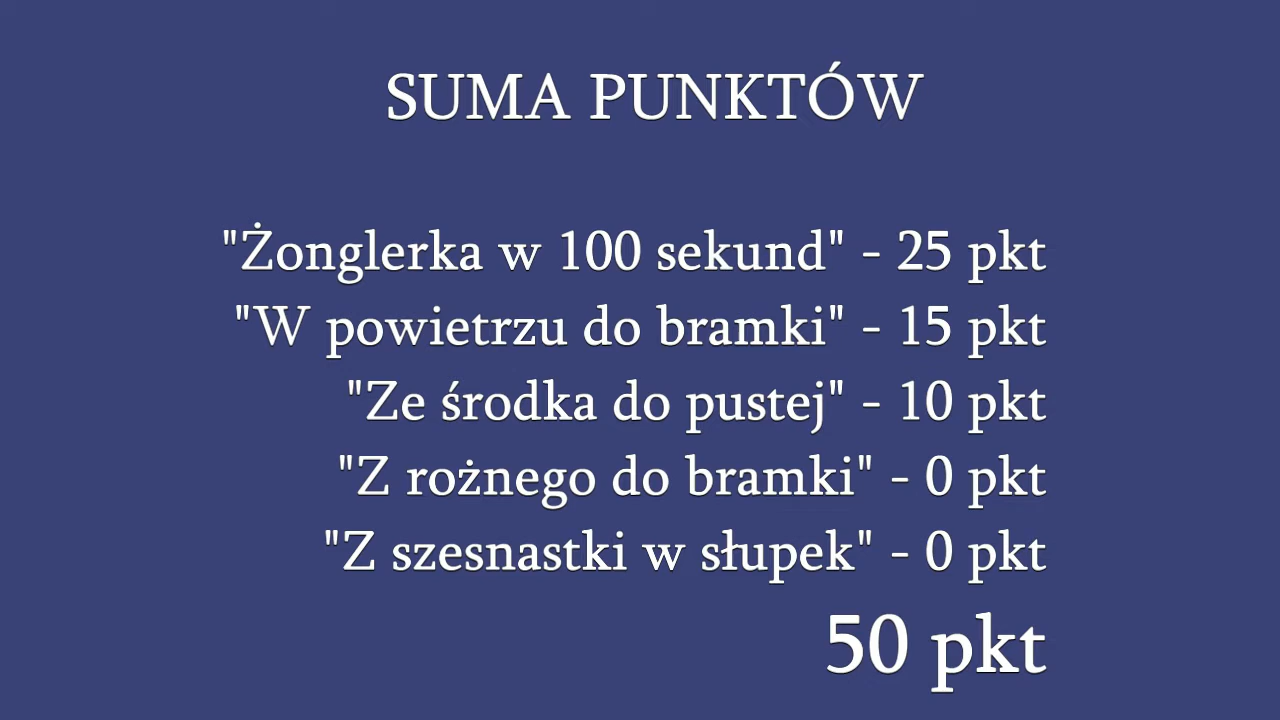 SUMA PUNKTÓW
"Żonglerka w 100 sekund" - 25 pkt
"W powietrzu do bramki" - 15 pkt
"Ze środka do pustej" - 10 pkt
"Z rożnego do bramki" - 0 pkt
"Z szesnastki w słupek" - 0 pkt
50 pkt